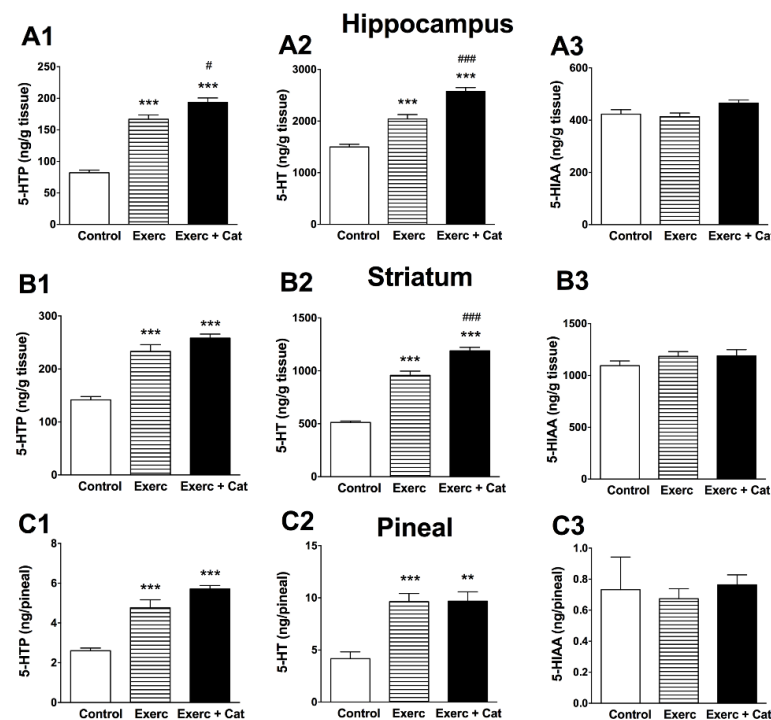 Hippocampus
A1
5-HTP (ng/g tissue)
250
200
150
100
50
0
***
#
***
Control Exerc Exerc + Cat
A2
5-HT (ng/g tissue)
3000
2000
1000
0
***
###
***
Control Exerc Exerc + Cat
A3
5-HIAA (ng/g tissue)
600
400
200
0
Control Exerc Exerc + Cat
Striatum
B1
5-HTP (ng/g tissue)
300
200
100
0
***
***
Control Exerc Exerc + Cat
B2
5-HT (ng/g tissue)
1500
1000
500
0
***
###
***
Control Exerc Exerc + Cat
B3
5-HIAA (ng/g tissue)
1500
1000
500
0
Control Exerc Exerc + Cat
Pineal
C1
5-HTP (ng/pineal)
8
6
4
2
0
***
***
Control Exerc Exerc + Cat
C2
5-HT (ng/pineal)
15
10
5
0
***
**
Control Exerc Exerc + Cat
C3
5-HIAA (ng/pineal)
1.0
0.8
0.6
0.4
0.2
0.0
Control Exerc Exerc + Cat